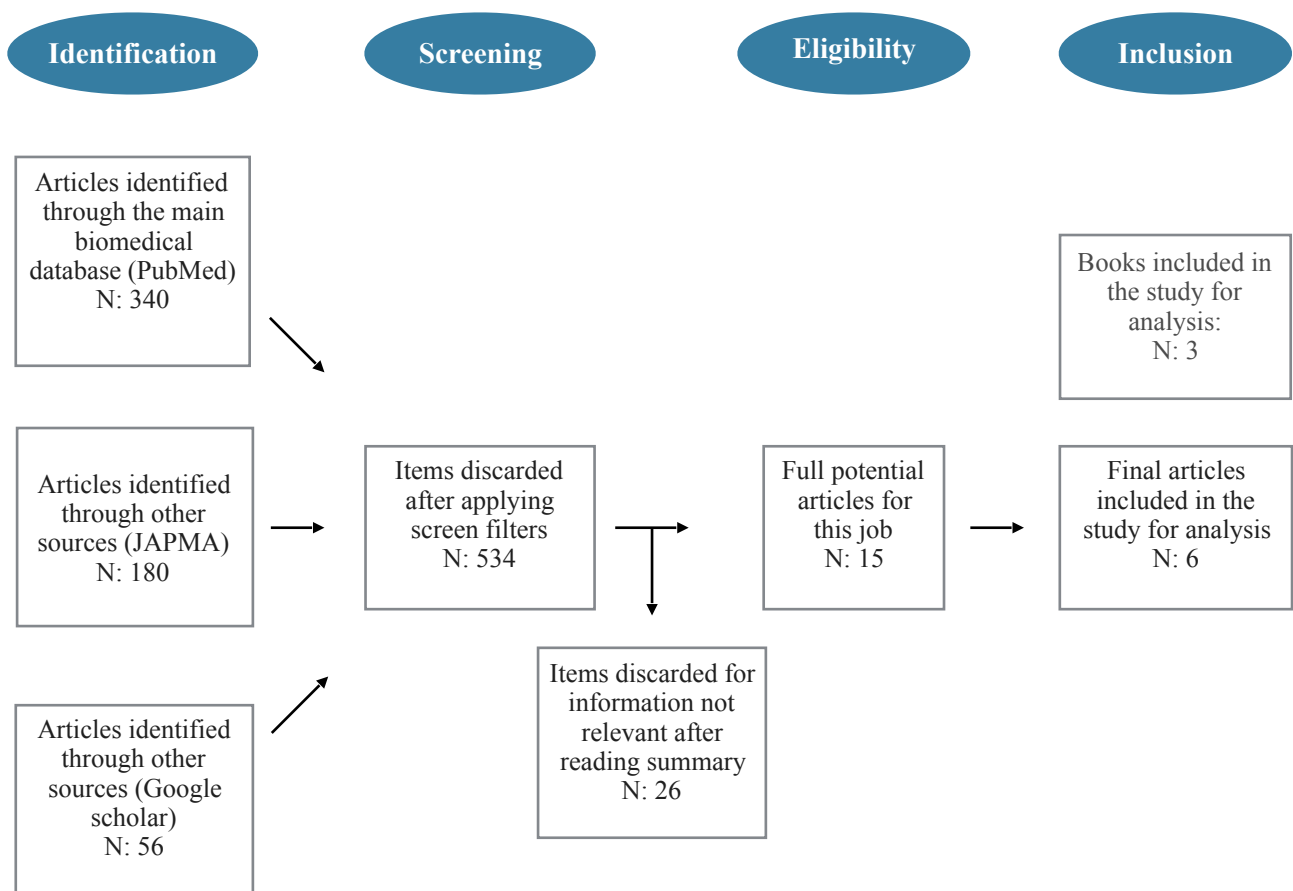 Identification
Screening
Eligibility
Inclusion
Articles identified
through the main
biomedical
database (PubMed)
N: 340
Articles identified
through other
sources (JAPMA)
N: 180
Articles identified
through other
sources (Google
scholar)
N: 56
Items discarded
after applying
screen filters
N: 534
Items discarded for
information not
relevant after
reading summary
N: 26
Full potential
articles for
this job
N: 15
Books included in
the study for
analysis:
N: 3
Final articles
included in the
study for analysis
N: 6